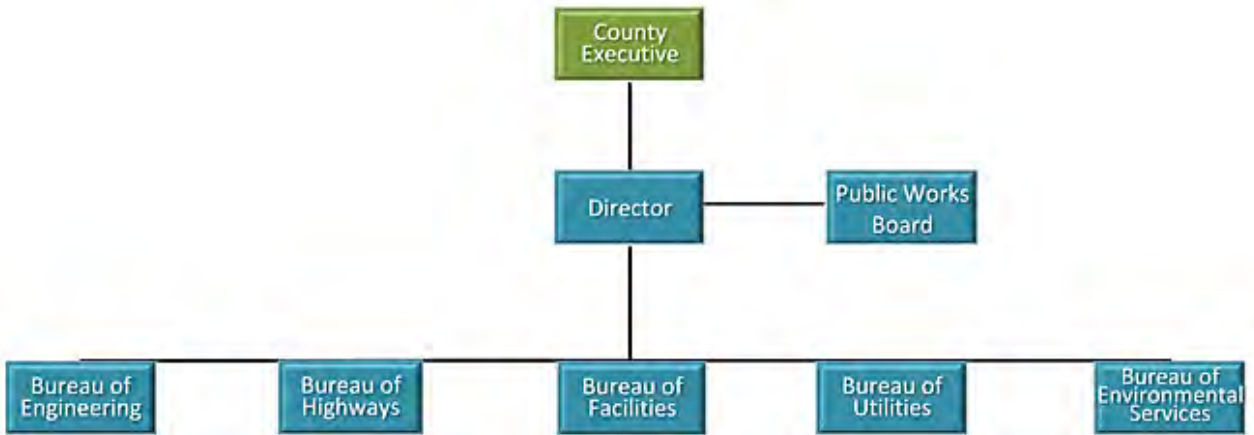 County
Executive
Director
Public Works
Board
Bureau of
Engineering
Bureau of
Highways
Bureau of
Facilities
Bureau of
Utilities
Bureau of
Environmental
Services